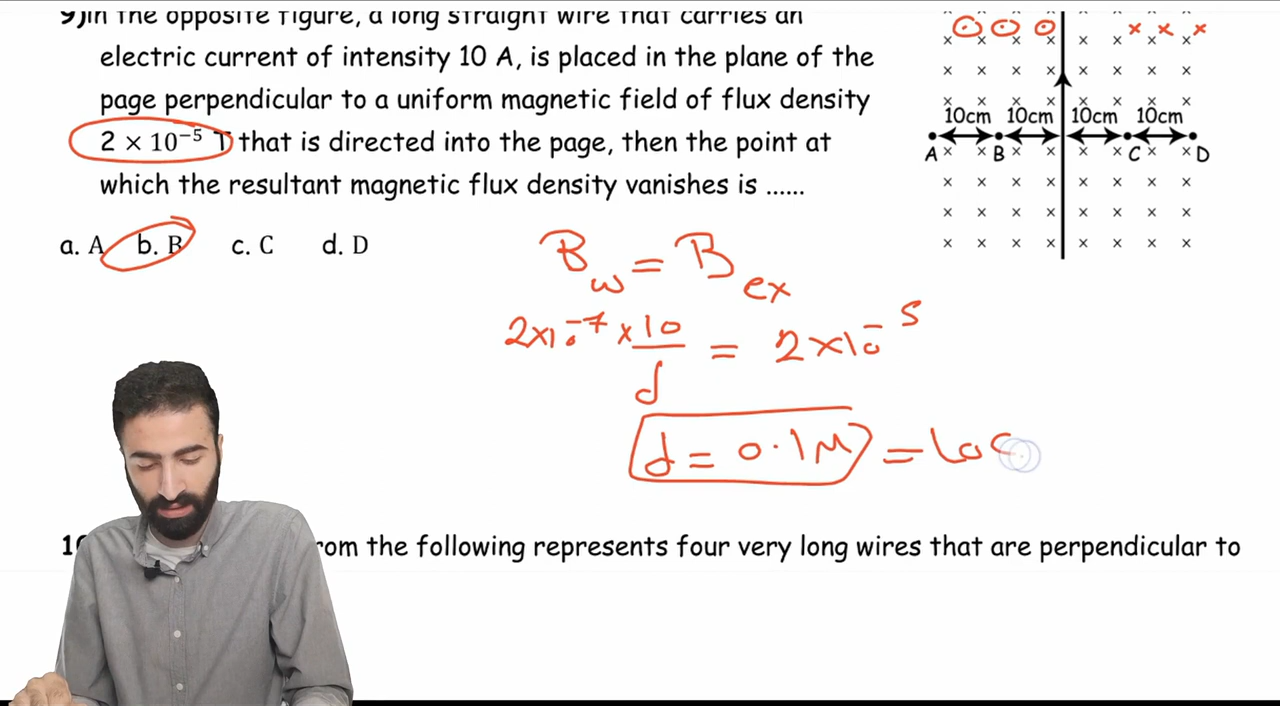 9)In the opposite figure, a long straight wire that carries an
electric current of intensity 10 A, is placed in the plane of the
page perpendicular to a uniform magnetic field of flux density
2 × 10⁻⁵ T that is directed into the page, then the point at
which the resultant magnetic flux density vanishes is ......
a. A b. B c. C d. D
10cm 10cm 10cm 10cm
A B C D
B_w = B_ex
2×10⁻⁷ × 10/d = 2×10⁻⁵
d = 0.1M = 10
rom the following represents four very long wires that are perpendicular to